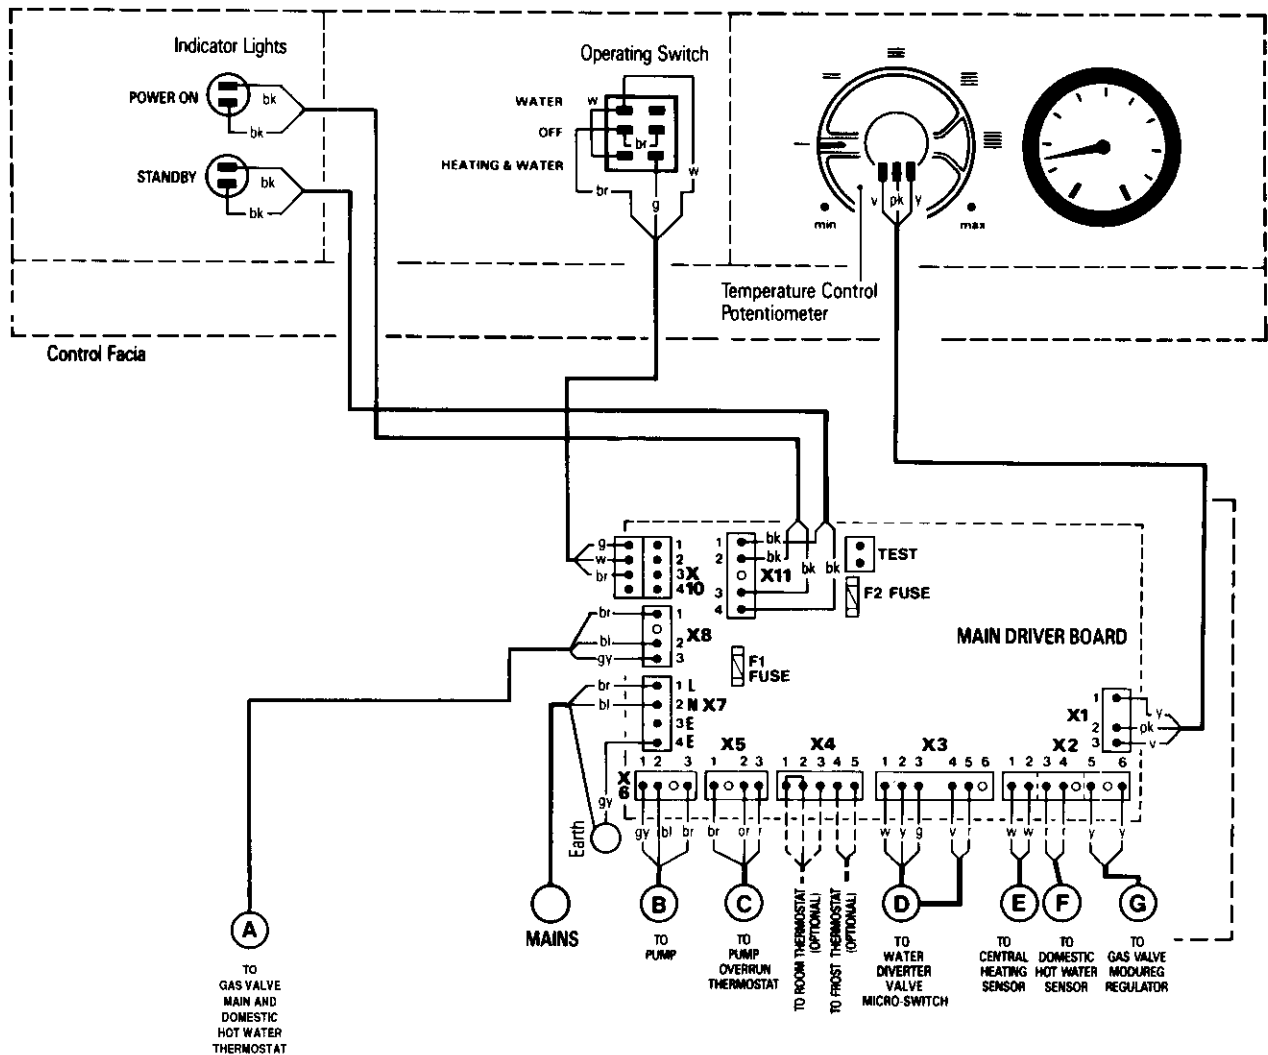 Indicator Lights
POWER ON
bk
bk
STANDBY
bk
bk
Operating Switch
WATER
w
OFF
br
HEATING & WATER
w
br
g
v
pk
y
min
max
Temperature Control
Potentiometer
Control Facia
g
w
br
1
2
3
4
X
10
1
2
3
4
bk
bk
X11
bk
bk
TEST
F2 FUSE
br
bl
gy
1
2
3
X8
F1
FUSE
MAIN DRIVER BOARD
br
bl
1 L
2 N X7
3 E
4 E
X1
1
2
3
y
pk
v
X
6
1 2 3
X5
1 2 3
X4
1 2 3 4 5
X3
1 2 3 4 5 6
X2
1 2 3 4 5 6
gy
Earth
gy bl br
br or r
w y g
v r
w w
r r
y y
MAINS
A
TO
GAS VALVE
MAIN AND
DOMESTIC
HOT WATER
THERMOSTAT
B
TO
PUMP
C
TO
PUMP
OVERRUN
THERMOSTAT
TO ROOM THERMOSTAT
(OPTIONAL)
TO FROST THERMOSTAT
(OPTIONAL)
D
TO
WATER
DIVERTER
VALVE
MICRO-SWITCH
E
TO
CENTRAL
HEATING
SENSOR
F
TO
DOMESTIC
HOT WATER
SENSOR
G
TO
GAS VALVE
MODUREG
REGULATOR